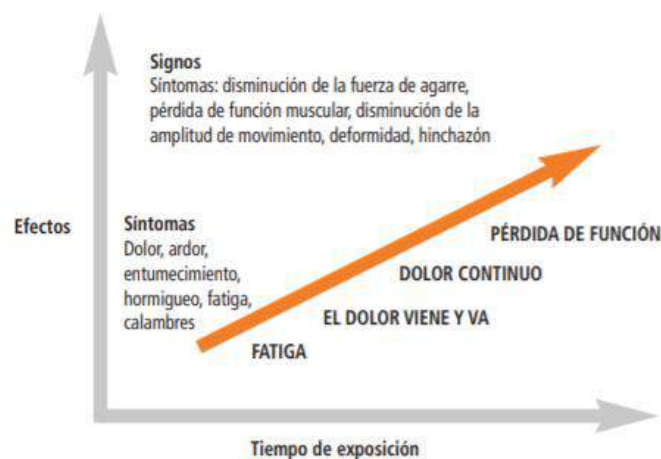 Signos
Síntomas: disminución de la fuerza de agarre,
pérdida de función muscular, disminución de la
amplitud de movimiento, deformidad, hinchazón
Efectos
Síntomas
Dolor, ardor,
entumecimiento,
hormigueo, fatiga,
calambres
PÉRDIDA DE FUNCIÓN
DOLOR CONTINUO
EL DOLOR VIENE Y VA
FATIGA
Tiempo de exposición